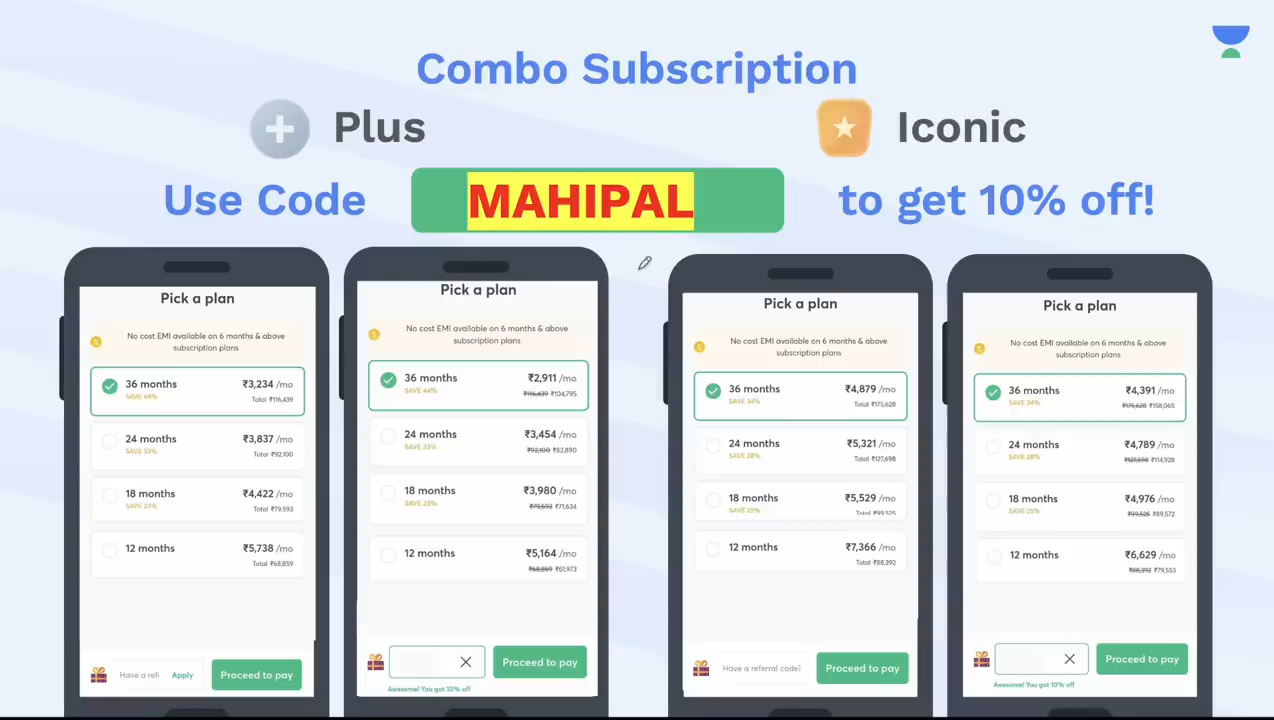 Combo Subscription
Plus
Iconic
Use Code MAHIPAL to get 10% off!
Pick a plan
No cost EMI available on 6 months & above
subscription plans
36 months ₹3,234 /mo
SAVE 44% Total ₹116,439
24 months ₹3,837 /mo
SAVE 33% Total ₹92,100
18 months ₹4,422 /mo
SAVE 23% Total ₹79,593
12 months ₹5,738 /mo
Total ₹68,859
Have a refi Apply Proceed to pay
Pick a plan
No cost EMI available on 6 months & above
subscription plans
36 months ₹2,911 /mo
SAVE 44% ₹116,439 ₹104,795
24 months ₹3,454 /mo
SAVE 33% ₹92,100 ₹82,890
18 months ₹3,980 /mo
SAVE 23% ₹79,593 ₹71,634
12 months ₹5,164 /mo
₹68,859 ₹61,973
Proceed to pay
Awesome! You got 10% off
Pick a plan
No cost EMI available on 6 months & above
subscription plans
36 months ₹4,879 /mo
SAVE 34% Total ₹175,628
24 months ₹5,321 /mo
SAVE 28% Total ₹127,698
18 months ₹5,529 /mo
SAVE 25% Total ₹99,525
12 months ₹7,366 /mo
Total ₹88,392
Have a referral code? Proceed to pay
Pick a plan
No cost EMI available on 6 months & above
subscription plans
36 months ₹4,391 /mo
SAVE 34% ₹175,628 ₹158,065
24 months ₹4,789 /mo
SAVE 28% ₹127,698 ₹114,928
18 months ₹4,976 /mo
SAVE 25% ₹99,525 ₹89,572
12 months ₹6,629 /mo
₹88,392 ₹79,553
Proceed to pay
Awesome! You got 10% off